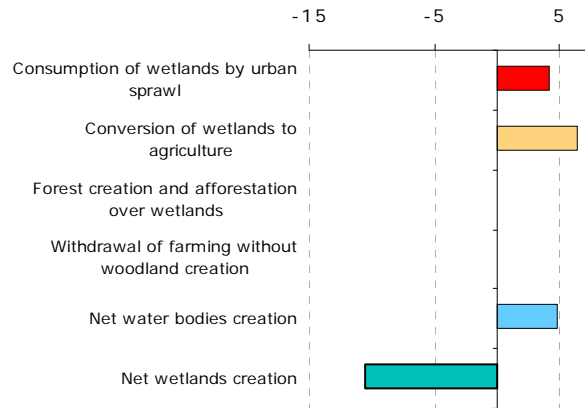 -15 -5 5
Consumption of wetlands by urban
sprawl
Conversion of wetlands to
agriculture
Forest creation and afforestation
over wetlands
Withdrawal of farming without
woodland creation
Net water bodies creation
Net wetlands creation